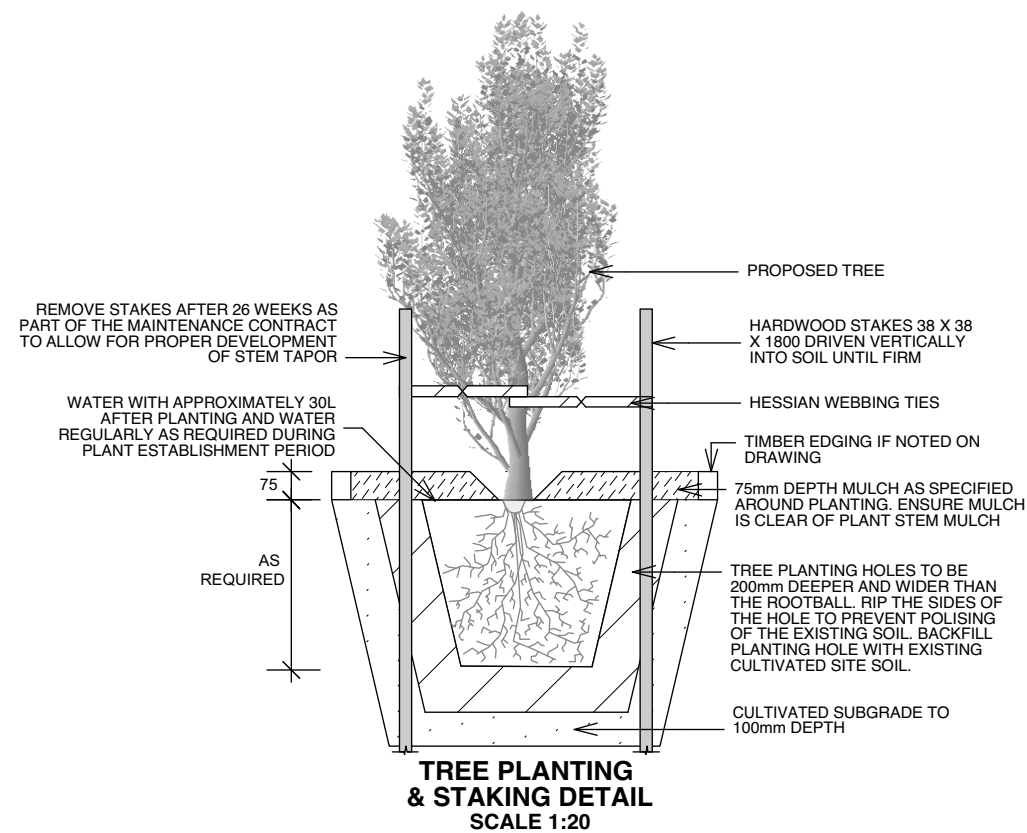 PROPOSED TREE
REMOVE STAKES AFTER 26 WEEKS AS
PART OF THE MAINTENANCE CONTRACT
TO ALLOW FOR PROPER DEVELOPMENT
OF STEM TAPOR
HARDWOOD STAKES 38 X 38
X 1800 DRIVEN VERTICALLY
INTO SOIL UNTIL FIRM
WATER WITH APPROXIMATELY 30L
AFTER PLANTING AND WATER
REGULARLY AS REQUIRED DURING
PLANT ESTABLISHMENT PERIOD
HESSIAN WEBBING TIES
TIMBER EDGING IF NOTED ON
DRAWING
75
75mm DEPTH MULCH AS SPECIFIED
AROUND PLANTING. ENSURE MULCH
IS CLEAR OF PLANT STEM MULCH
AS
REQUIRED
TREE PLANTING HOLES TO BE
200mm DEEPER AND WIDER THAN
THE ROOTBALL. RIP THE SIDES OF
THE HOLE TO PREVENT POLISING
OF THE EXISTING SOIL. BACKFILL
PLANTING HOLE WITH EXISTING
CULTIVATED SITE SOIL.
CULTIVATED SUBGRADE TO
100mm DEPTH
TREE PLANTING
& STAKING DETAIL
SCALE 1:20